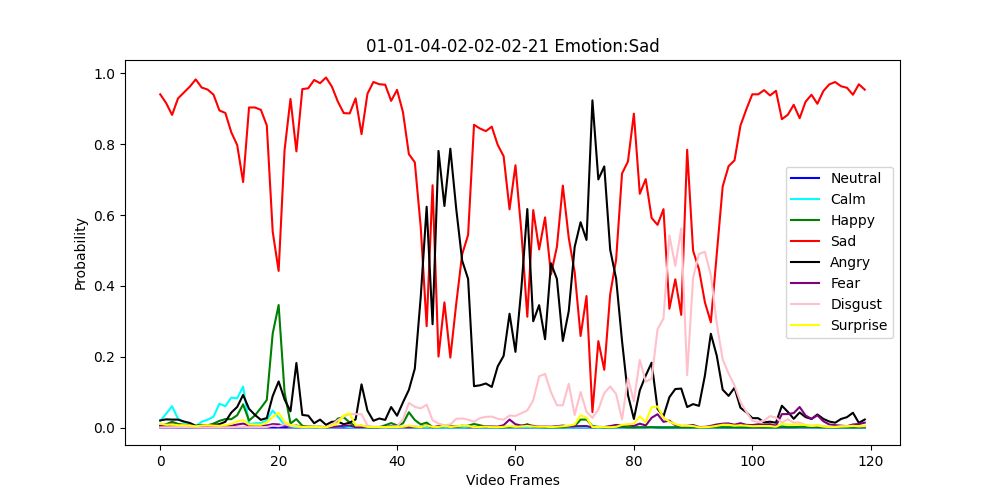 01-01-04-02-02-02-21 Emotion:Sad
1.0
0.8
0.6
0.4
0.2
0.0
Probability
Neutral
Calm
Happy
Sad
Angry
Fear
Disgust
Surprise
0 20 40 60 80 100 120
Video Frames